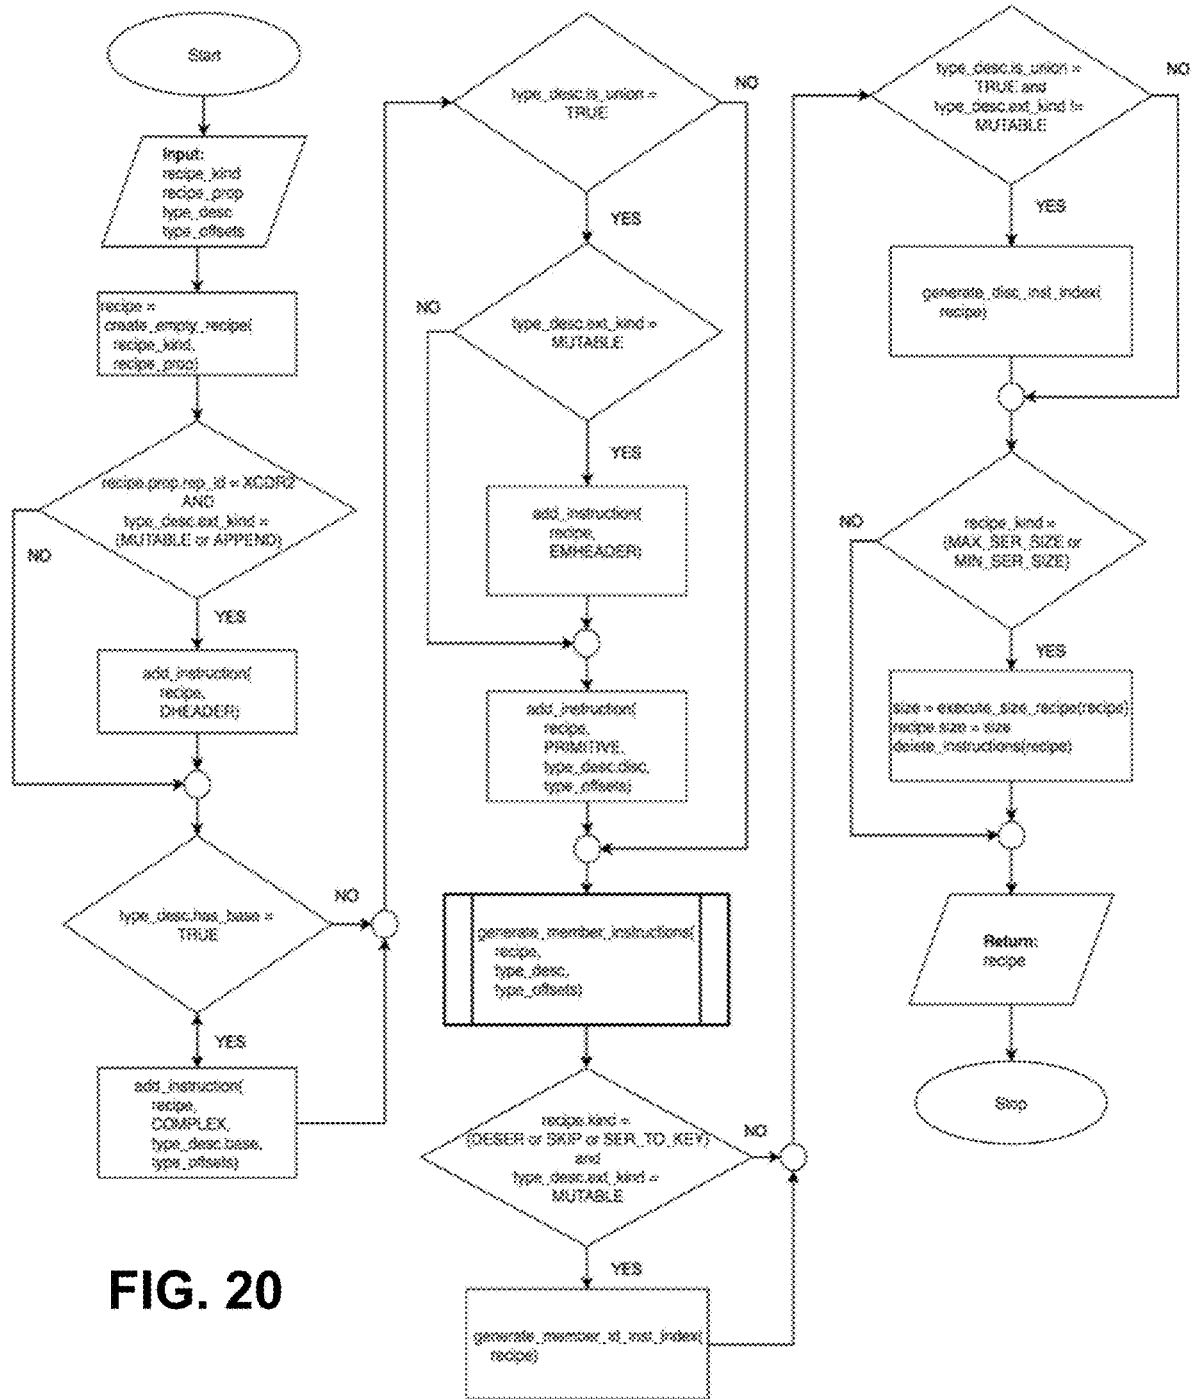 Start
Input:
recipe_kind
recipe_prop
type_desc
type_offsets
recipe =
create_empty_recipe(
recipe_kind,
recipe_prop)
recipe.prop.rep_id = XCDR2
AND
type_desc.ext_kind =
(MUTABLE or APPEND)
NO
YES
add_instruction(
recipe,
DHEADER)
type_desc.has_base =
TRUE
NO
YES
add_instruction(
recipe,
COMPLEX,
type_desc.base,
type_offsets)
type_desc.is_union =
TRUE
NO
YES
type_desc.ext_kind =
MUTABLE
NO
YES
add_instruction(
recipe,
EMHEADER)
add_instruction(
recipe,
PRIMITIVE,
type_desc.disc,
type_offsets)
generate_member_instructions(
recipe,
type_desc,
type_offsets)
recipe.kind =
(DESER or SKIP or SER_TO_KEY)
and
type_desc.ext_kind =
MUTABLE
NO
YES
generate_member_id_inst_index(
recipe)
type_desc.is_union =
TRUE and
type_desc.ext_kind !=
MUTABLE
NO
YES
generate_disc_inst_index(
recipe)
recipe_kind =
(MAX_SER_SIZE or
MIN_SER_SIZE)
NO
YES
size = execute_size_recipe(recipe)
recipe.size = size
delete_instructions(recipe)
Return:
recipe
Stop
FIG. 20